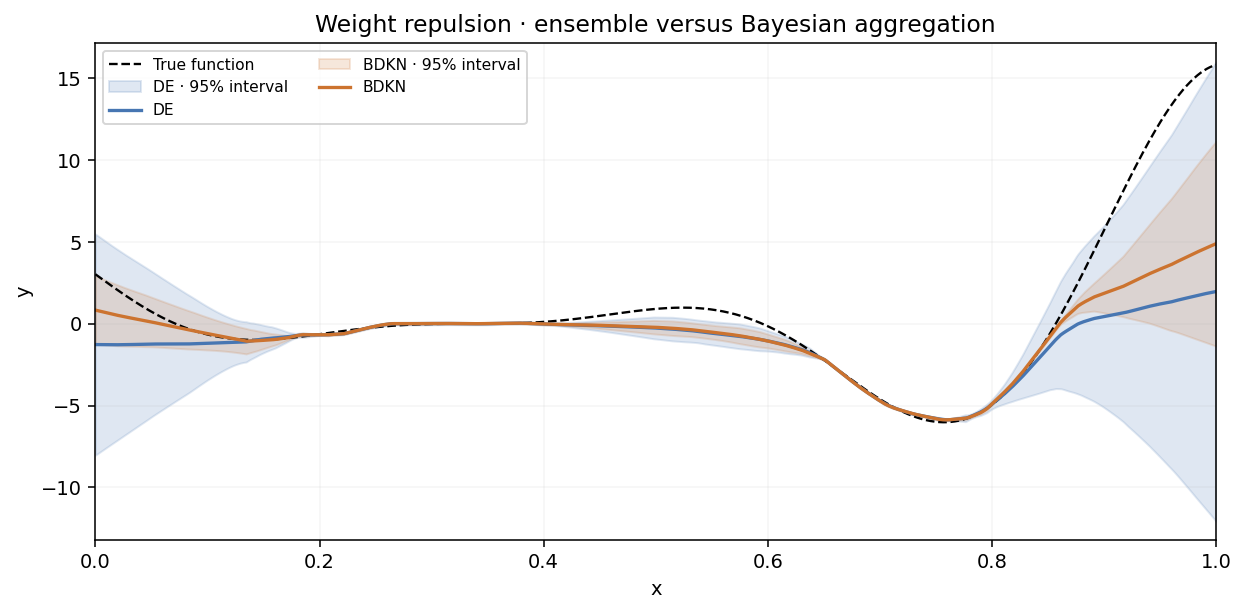 Weight repulsion · ensemble versus Bayesian aggregation
True function
DE · 95% interval
DE
BDKN · 95% interval
BDKN
y
15
10
5
0
−5
−10
0.0
0.2
0.4
0.6
0.8
1.0
x